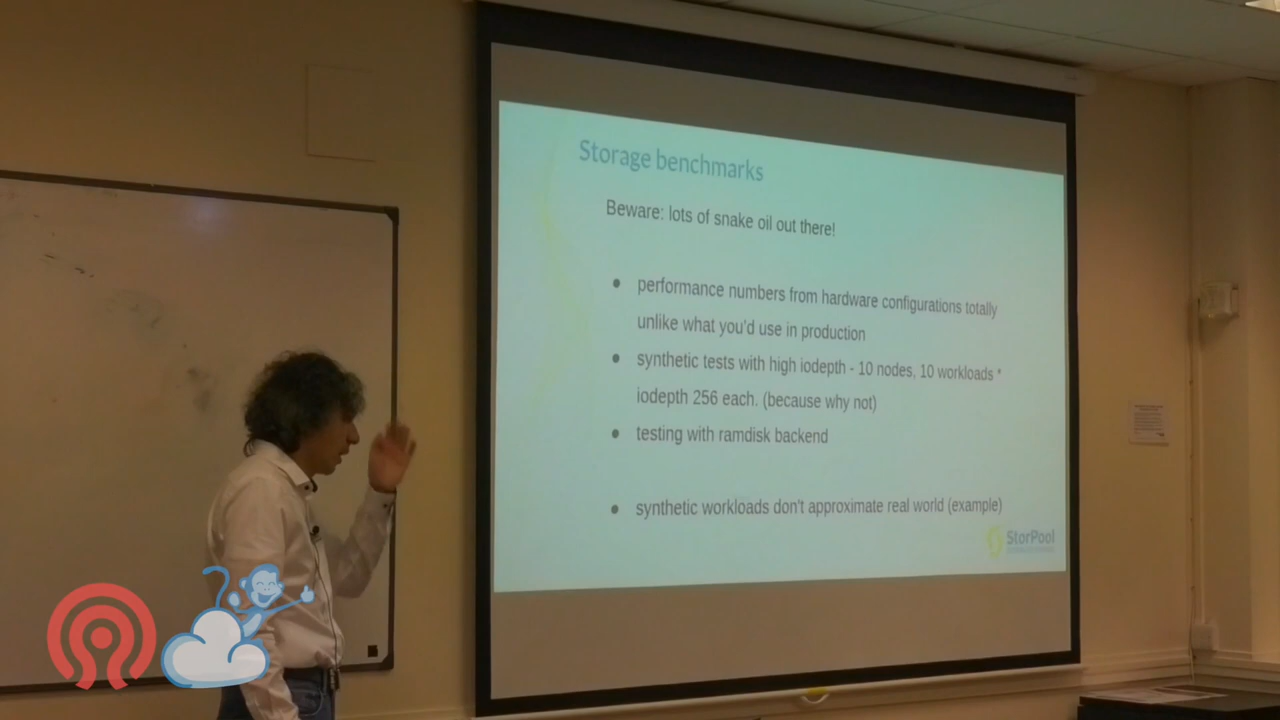 Storage benchmarks
Beware: lots of snake oil out there!
● performance numbers from hardware configurations totally
unlike what you'd use in production
● synthetic tests with high iodepth - 10 nodes, 10 workloads *
iodepth 256 each. (because why not)
● testing with ramdisk backend
● synthetic workloads don't approximate real world (example)
StorPool